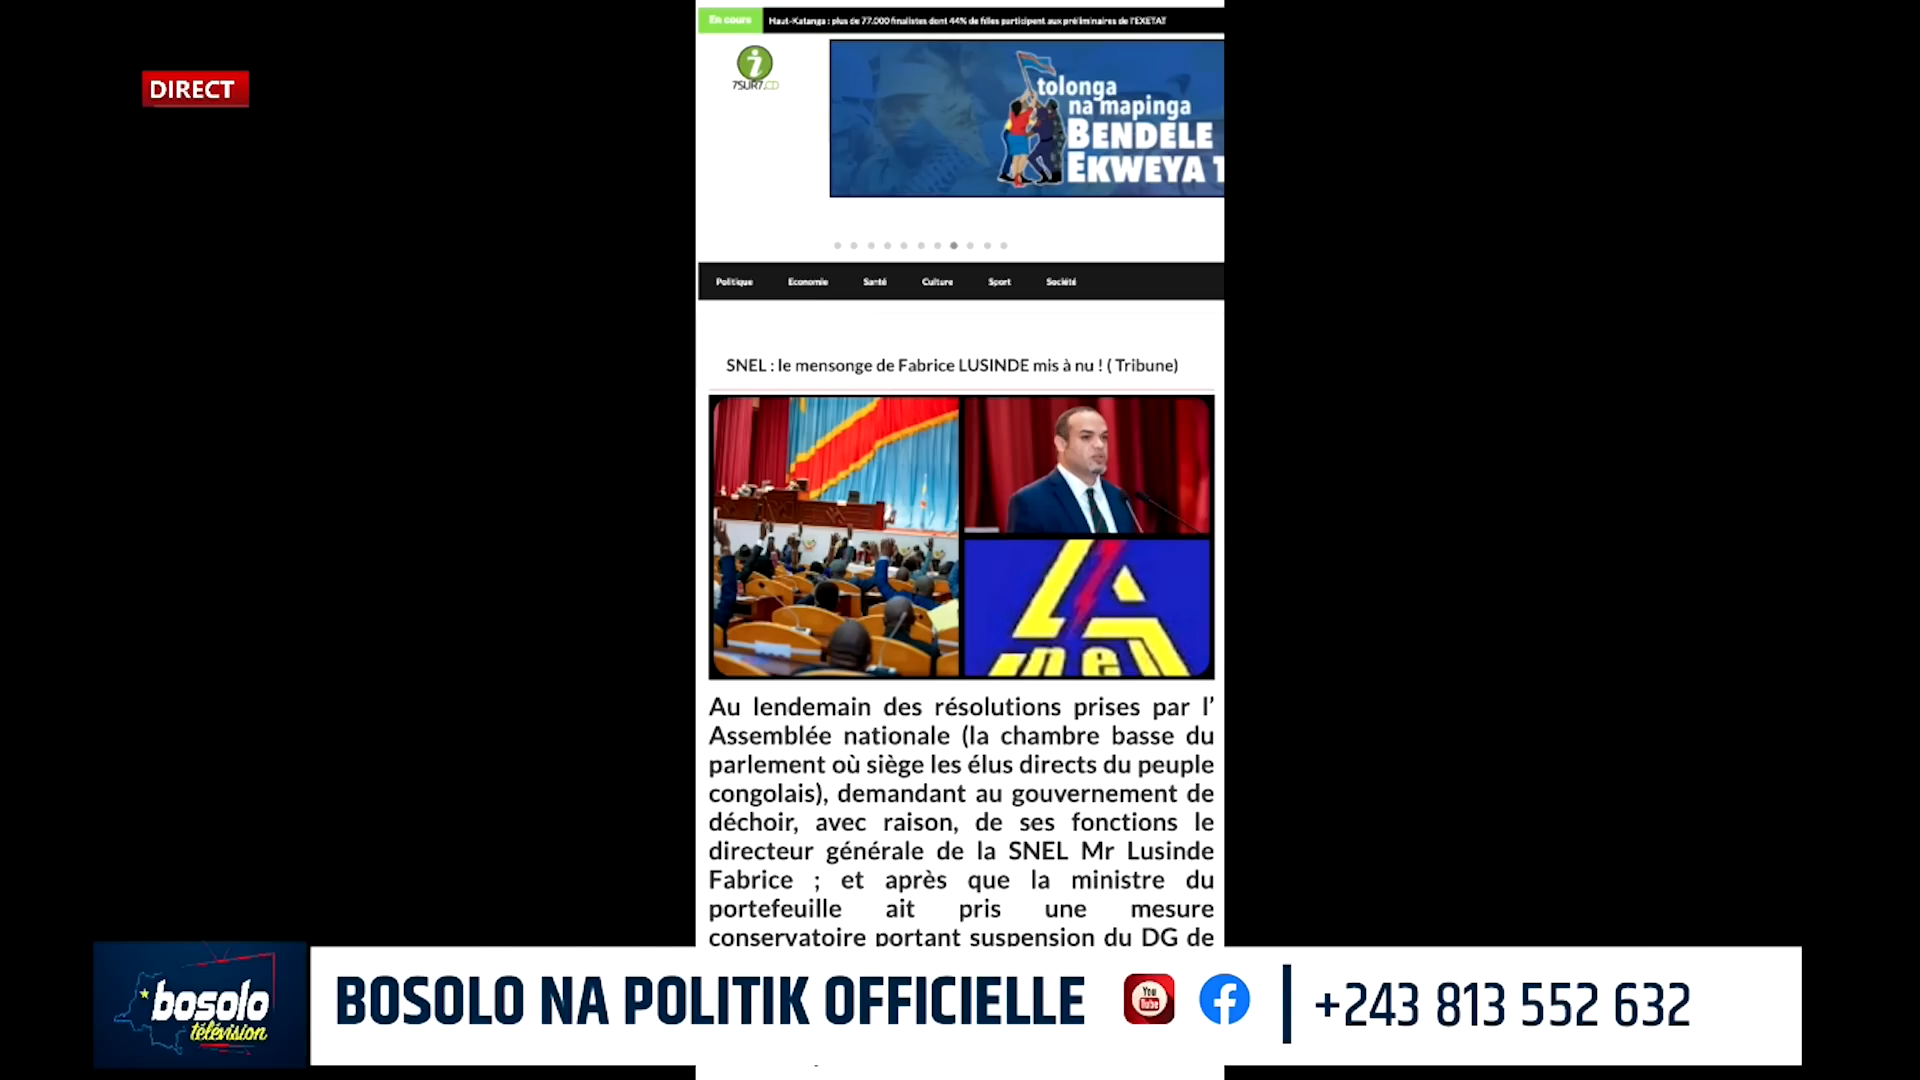 En cours
Haut-Katanga : plus de 77.000 finalistes dont 44% de filles participent aux préliminaires de l'EXETAT
DIRECT
7SUR7.CD
tolonga
na mapinga
BENDELE
EKWEYA T
Politique Economie Santé Culture Sport Société
SNEL : le mensonge de Fabrice LUSINDE mis à nu ! ( Tribune)
snel
Au lendemain des résolutions prises par l’
Assemblée nationale (la chambre basse du
parlement où siège les élus directs du peuple
congolais), demandant au gouvernement de
déchoir, avec raison, de ses fonctions le
directeur générale de la SNEL Mr Lusinde
Fabrice ; et après que la ministre du
portefeuille ait pris une mesure
conservatoire portant suspension du DG de
bosolo
télévision
BOSOLO NA POLITIK OFFICIELLE
You
Tube
+243 813 552 632